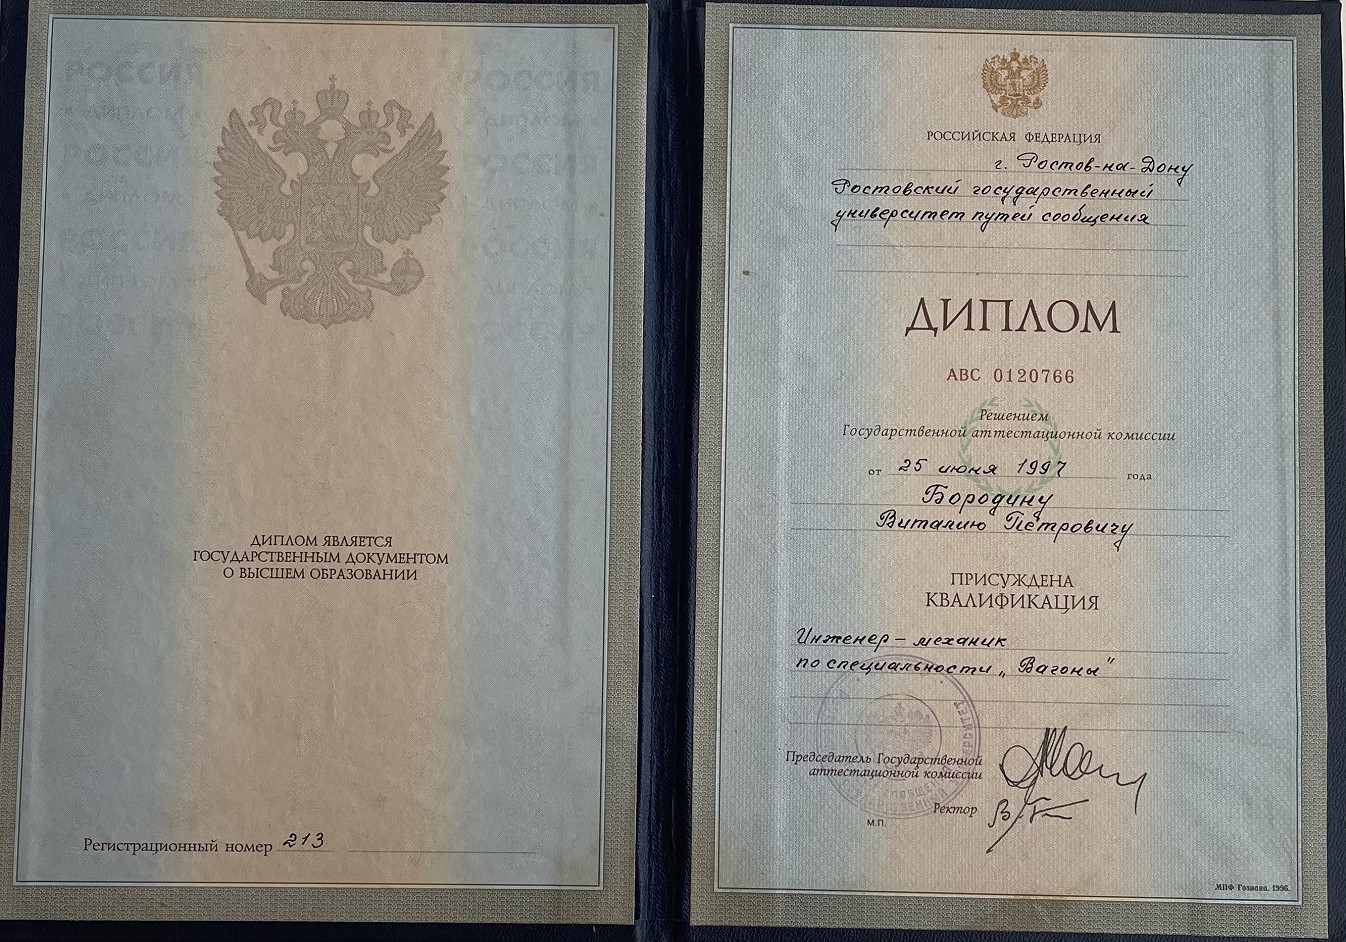 РОССИЯ
РОССИЯ
ДИПЛОМ ЯВЛЯЕТСЯ
ГОСУДАРСТВЕННЫМ ДОКУМЕНТОМ
О ВЫСШЕМ ОБРАЗОВАНИИ
Регистрационный номер 213
РОССИЙСКАЯ ФЕДЕРАЦИЯ
г. Ростов-на-Дону
Ростовский государственный
университет путей сообщения
ДИПЛОМ
АВС 0120766
Решением
Государственной аттестационной комиссии
от 25 июня 1997 года
Бородину
Виталию Петровичу
ПРИСУЖДЕНА
КВАЛИФИКАЦИЯ
Инженер – механик
по специальности „Вагоны"
Председатель Государственной
аттестационной комиссии
Ректор
М.П.
МПФ Гознака. 1996.